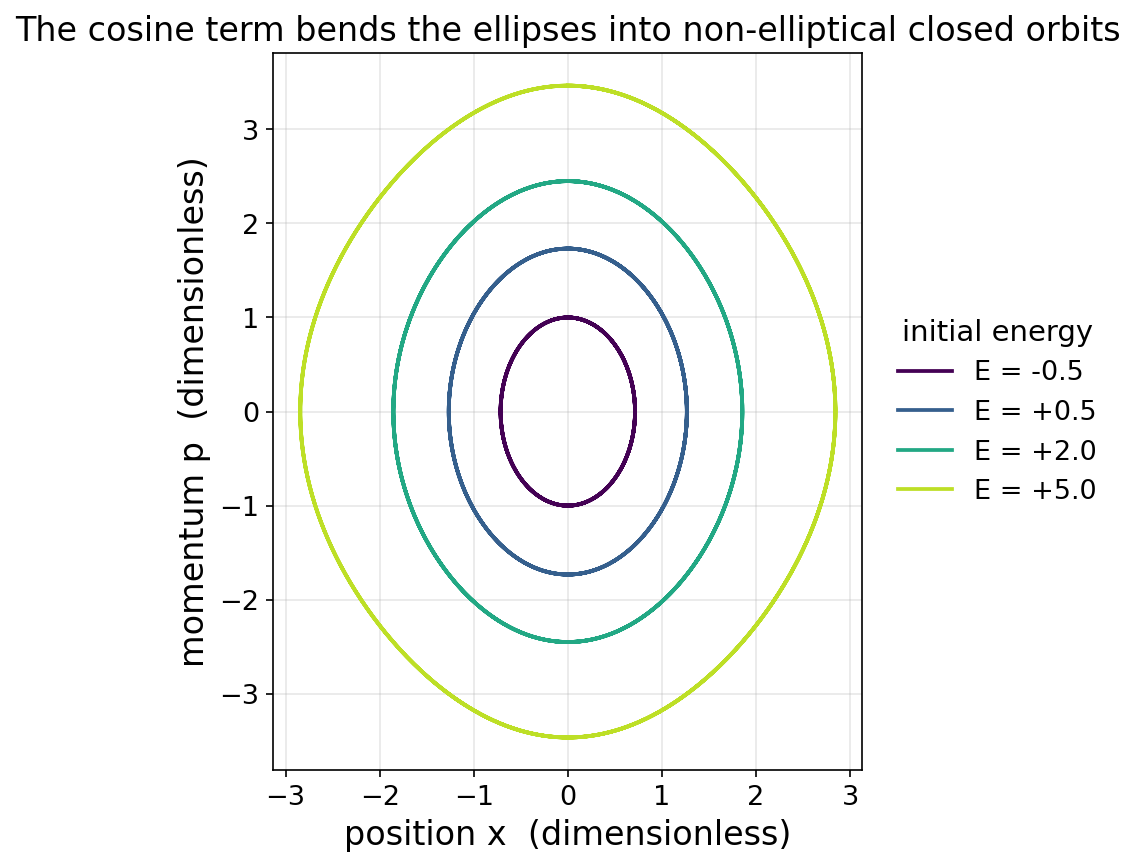 The cosine term bends the ellipses into non-elliptical closed orbits
momentum p (dimensionless)
3
2
1
0
−1
−2
−3
−3 −2 −1 0 1 2 3
position x (dimensionless)
initial energy
E = -0.5
E = +0.5
E = +2.0
E = +5.0